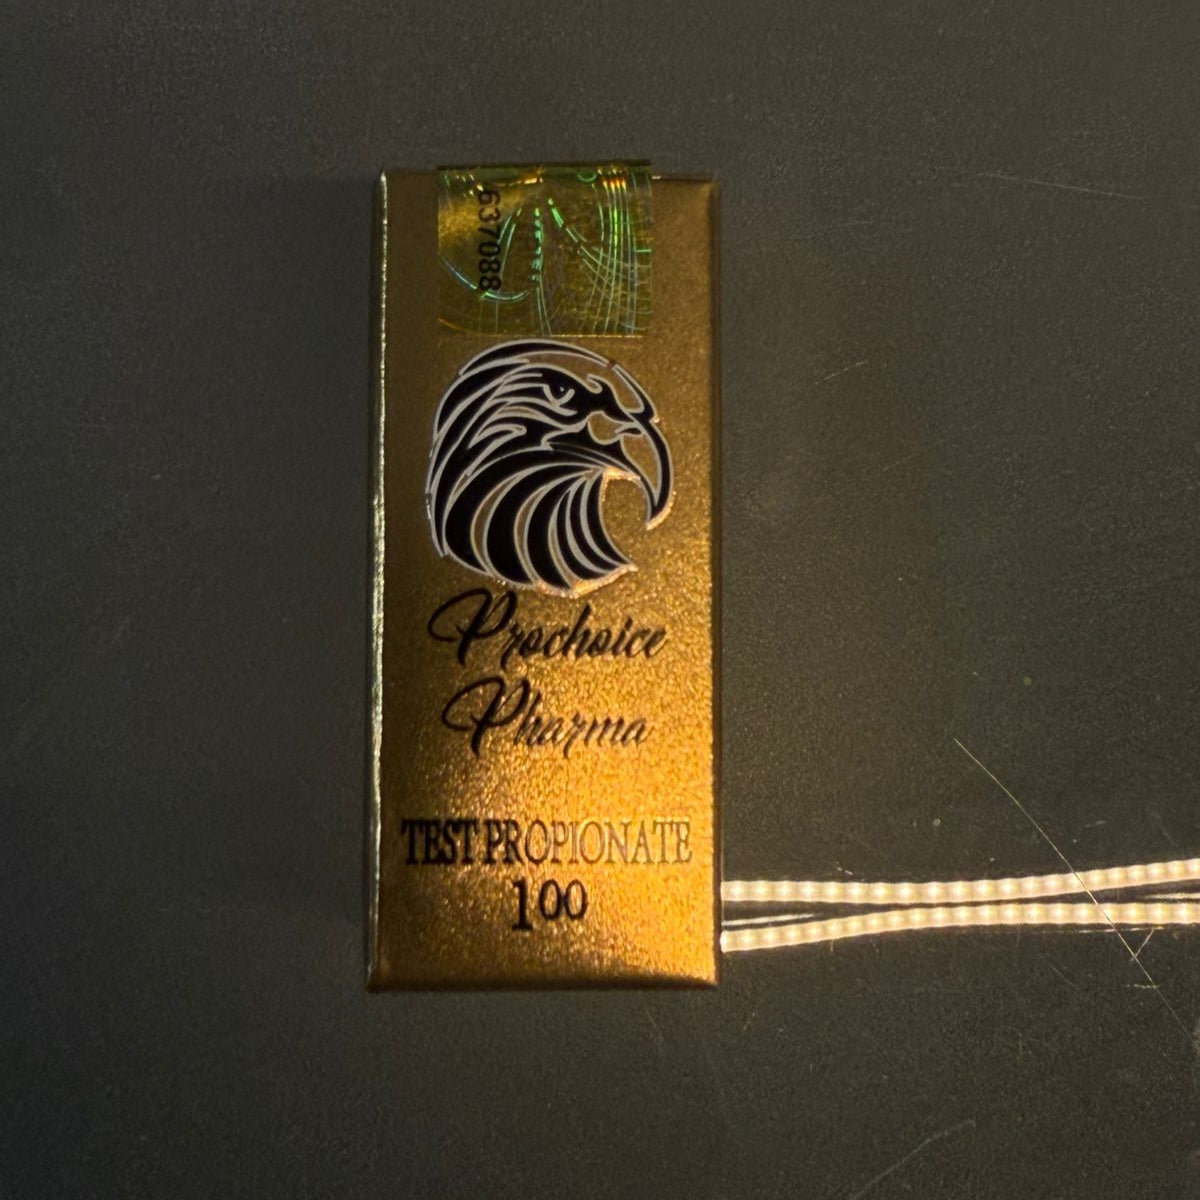 637088
Prochoice
Pharma
TEST PROPIONATE
100